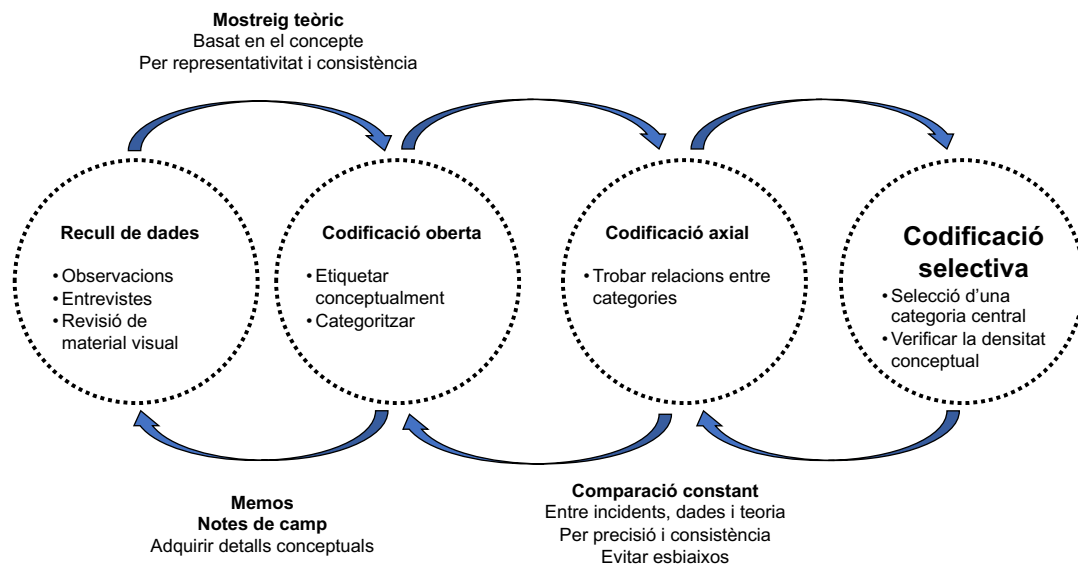 Mostreig teòric
Basat en el concepte
Per representativitat i consistència
Recull de dades
• Observacions
• Entrevistes
• Revisió de
material visual
Codificació oberta
• Etiquetar
conceptualment
• Categoritzar
Codificació axial
• Trobar relacions entre
categories
Codificació
selectiva
• Selecció d’una
categoria central
• Verificar la densitat
conceptual
Memos
Notes de camp
Adquirir detalls conceptuals
Comparació constant
Entre incidents, dades i teoria
Per precisió i consistència
Evitar esbiaixos